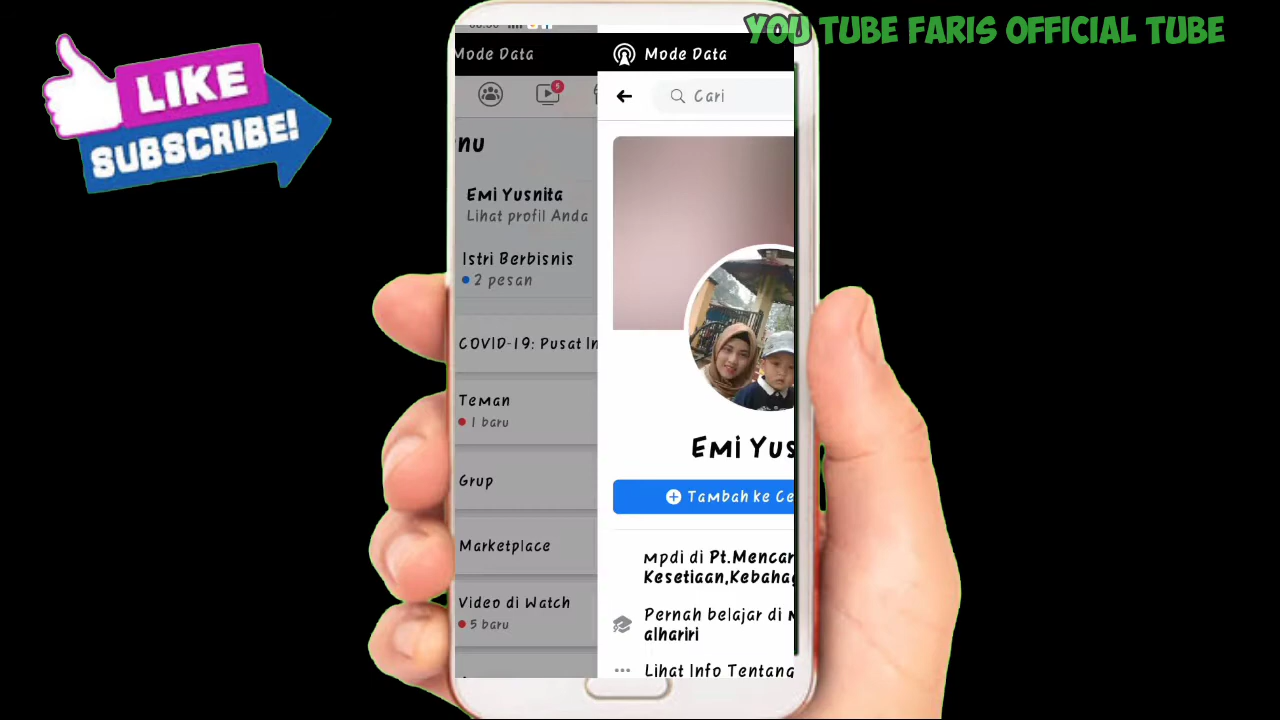 YOU TUBE FARIS OFFICIAL TUBE
LIKE
SUBSCRIBE!
Mode Data
Mode Data
5
Cari
nu
Emi Yusnita
Lihat profil Anda
Istri Berbisnis
2 pesan
COVID-19: Pusat In
Teman
1 baru
Grup
Marketplace
Video di Watch
5 baru
Emi Yus
Tambah ke Ce
Mpdi di Pt.Mencar
Kesetiaan,Kebahag
Pernah belajar di M
alhariri
Lihat Info Tentang